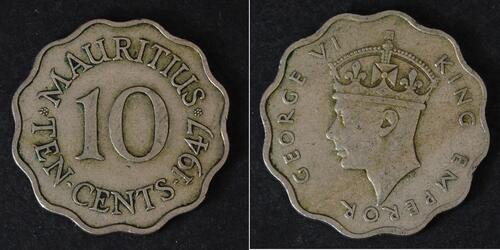 MAURITIUS
10
TEN · CENTS · 1947
GEORGE VI KING EMPEROR